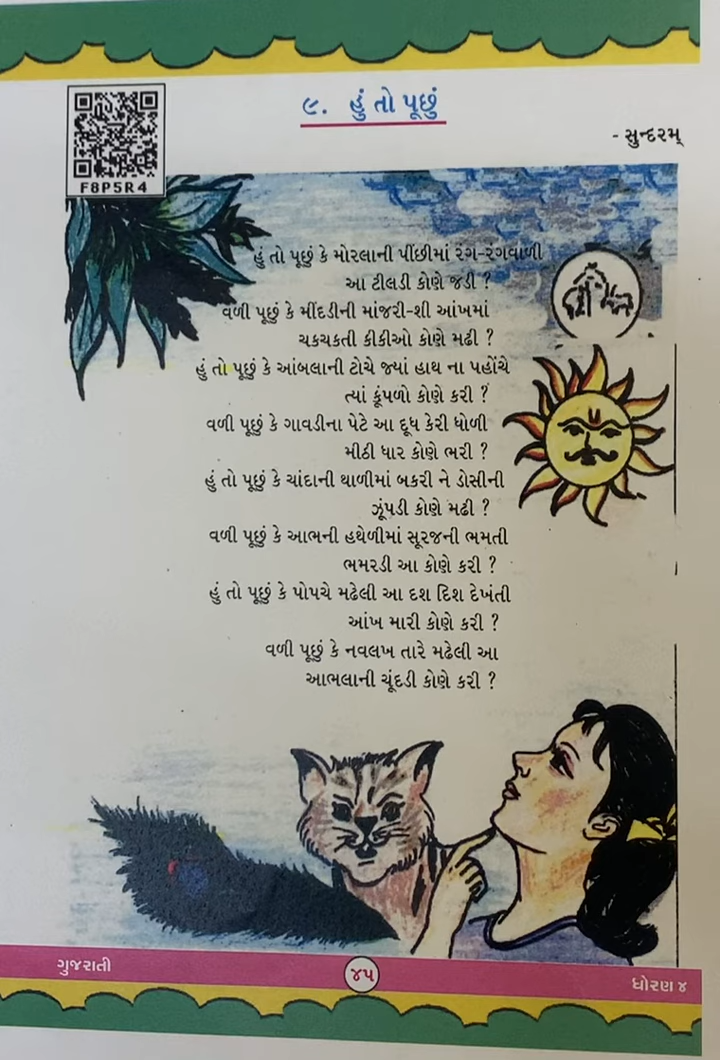 ૯. હું તો પૂછું
- સુન્દરમ્
F8P5R4
હું તો પૂછું કે મોરલાની પીંછીમાં રંગ-રંગવાળી
આ ટીલડી કોણે જડી ?
વળી પૂછું કે મીંદડીની માંજરી-શી આંખમાં
ચકચકતી કીકીઓ કોણે મઢી ?
હું તો પૂછું કે આંબલાની ટોચે જ્યાં હાથ ના પહોંચે
ત્યાં કૂંપળો કોણે કરી ?
વળી પૂછું કે ગાવડીના પેટે આ દૂધ કેરી ધોળી
મીઠી ધાર કોણે ભરી ?
હું તો પૂછું કે ચાંદાની થાળીમાં બકરી ને ડોસીની
ઝૂંપડી કોણે મઢી ?
વળી પૂછું કે આભની હથેળીમાં સૂરજની ભમતી
ભમરડી આ કોણે કરી ?
હું તો પૂછું કે પોપચે મઢેલી આ દશ દિશ દેખંતી
આંખ મારી કોણે કરી ?
વળી પૂછું કે નવલખ તારે મઢેલી આ
આભલાની ચૂંદડી કોણે કરી ?
ગુજરાતી
૪૫
ધોરણ ૪